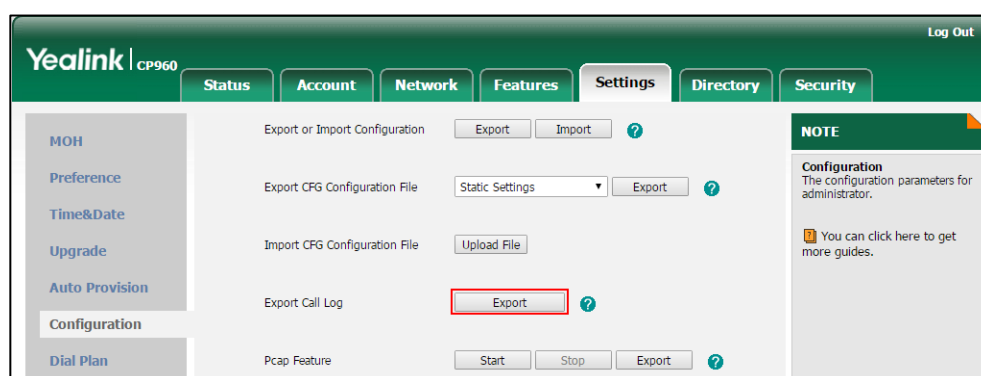 Log Out
Yealink | CP960
Status Account Network Features Settings Directory Security
MOH
Preference
Time&Date
Upgrade
Auto Provision
Configuration
Dial Plan
Export or Import Configuration Export Import ?
Export CFG Configuration File Static Settings Export ?
Import CFG Configuration File Upload File
Export Call Log Export ?
Pcap Feature Start Stop Export ?
NOTE
Configuration
The configuration parameters for
administrator.
? You can click here to get
more guides.